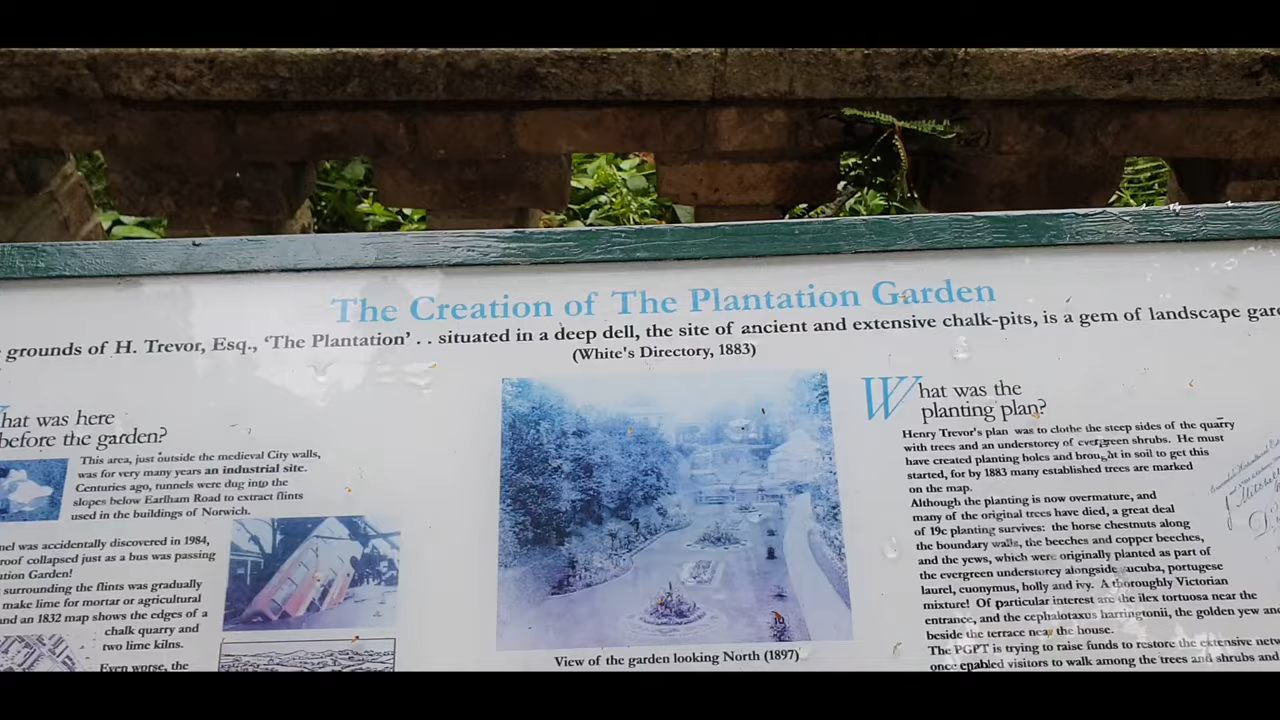 The Creation of The Plantation Garden
grounds of H. Trevor, Esq., 'The Plantation' . . situated in a deep dell, the site of ancient and extensive chalk-pits, is a gem of landscape
(White's Directory, 1883)
hat was here
before the garden?
This area, just outside the medieval City walls,
was for very many years an industrial site.
Centuries ago, tunnels were dug into the
slopes below Earlham Road to extract flints
used in the buildings of Norwich.
nel was accidentally discovered in 1984,
roof collapsed just as a bus was passing
ation Garden!
surrounding the flints was gradually
make lime for mortar or agricultural
and an 1832 map shows the edges of a
chalk quarry and
two lime kilns.
Even worse, the
View of the garden looking North (1897)
What was the
planting plan?
Henry Trevor's plan was to clothe the steep sides of the quarry
with trees and an understorey of evergreen shrubs. He must
have created planting holes and brought in soil to get this
started, for by 1883 many established trees are marked
on the map.
Although the planting is now overmature, and
many of the original trees have died, a great deal
of 19c planting survives: the horse chestnuts along
the boundary walls, the beeches and copper beeches,
and the yews, which were originally planted as part of
the evergreen understorey alongside aucuba, portugese
laurel, euonymus, holly and ivy. A thoroughly Victorian
mixture! Of particular interest are the ilex tortuosa near the
entrance, and the cephalotaxus harringtonii, the golden yew and
beside the terrace near the house.
The PGPT is trying to raise funds to restore the extensive netw
once enabled visitors to walk among the trees and shrubs and